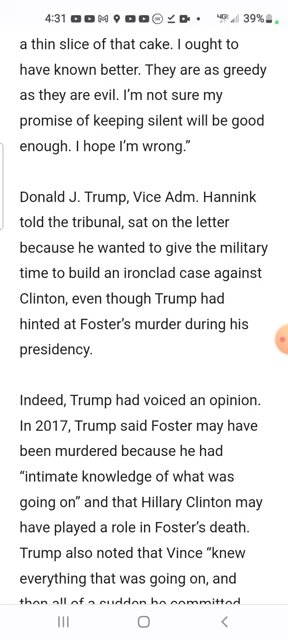 4:31
39%
a thin slice of that cake. I ought to
have known better. They are as greedy
as they are evil. I'm not sure my
promise of keeping silent will be good
enough. I hope I'm wrong.”
Donald J. Trump, Vice Adm. Hannink
told the tribunal, sat on the letter
because he wanted to give the military
time to build an ironclad case against
Clinton, even though Trump had
hinted at Foster's murder during his
presidency.
Indeed, Trump had voiced an opinion.
In 2017, Trump said Foster may have
been murdered because he had
“intimate knowledge of what was
going on” and that Hillary Clinton may
have played a role in Foster's death.
Trump also noted that Vince “knew
everything that was going on, and
then all of a sudden he committed